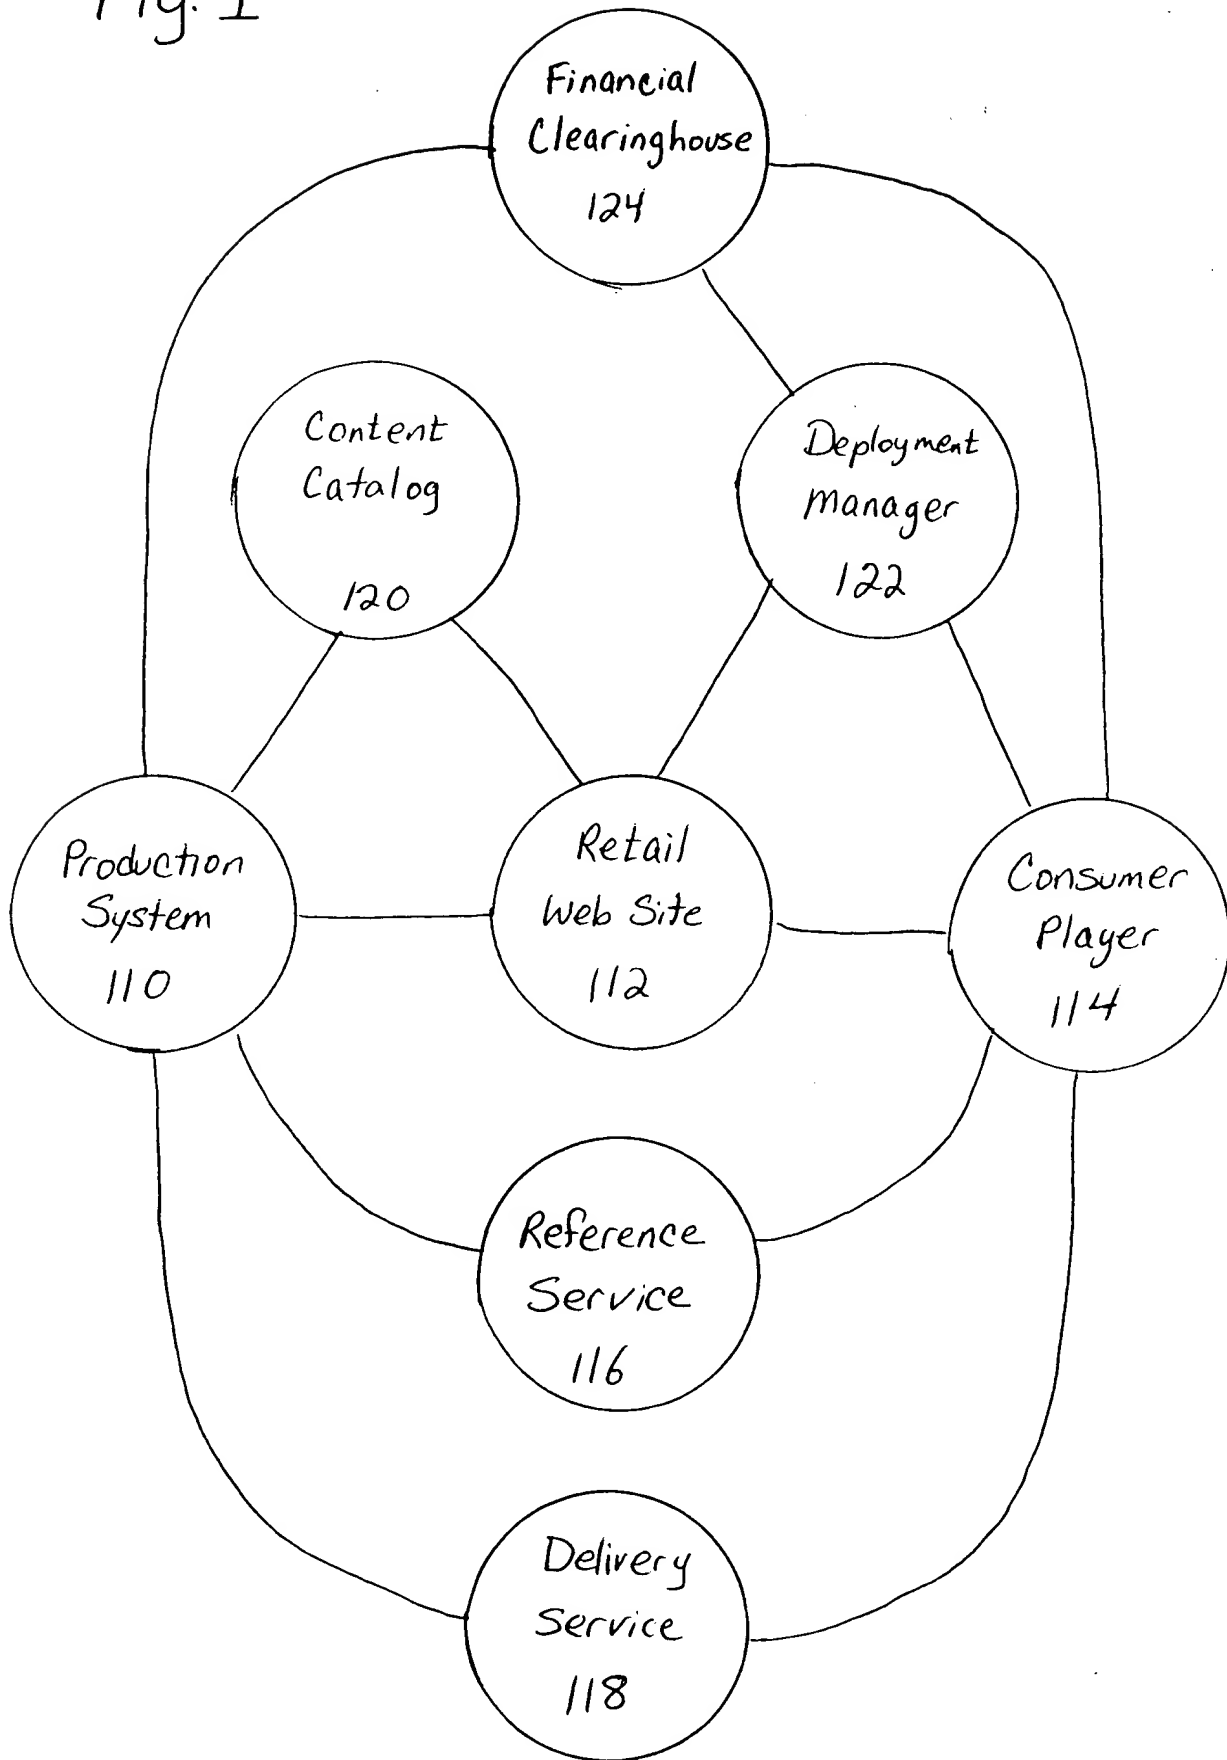 Fig. 1
Financial
Clearinghouse
124
Content
Catalog
120
Deployment
Manager
122
Production
System
110
Retail
Web Site
112
Consumer
Player
114
Reference
Service
116
Delivery
Service
118